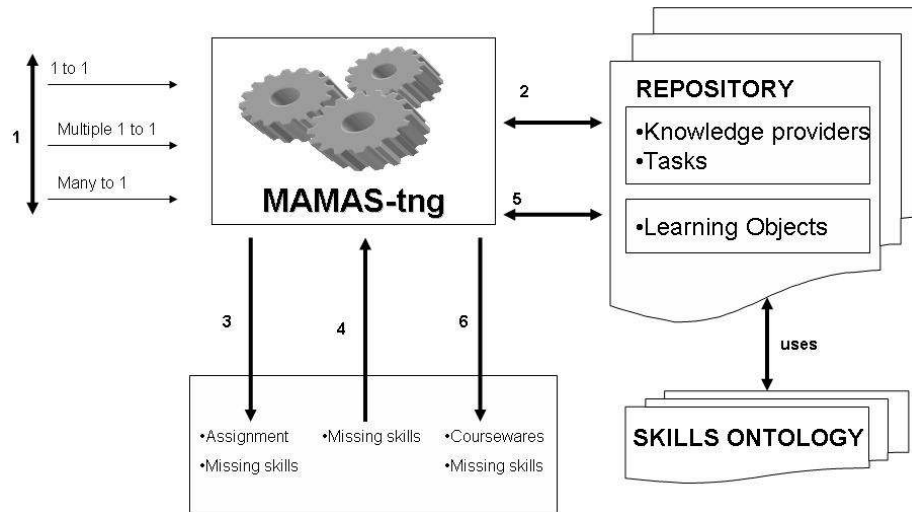 1
1 to 1
Multiple 1 to 1
Many to 1
MAMAS-tng
2
5
REPOSITORY
•Knowledge providers
•Tasks
•Learning Objects
3
4
6
uses
•Assignment
•Missing skills
•Missing skills
•Coursewares
•Missing skills
SKILLS ONTOLOGY